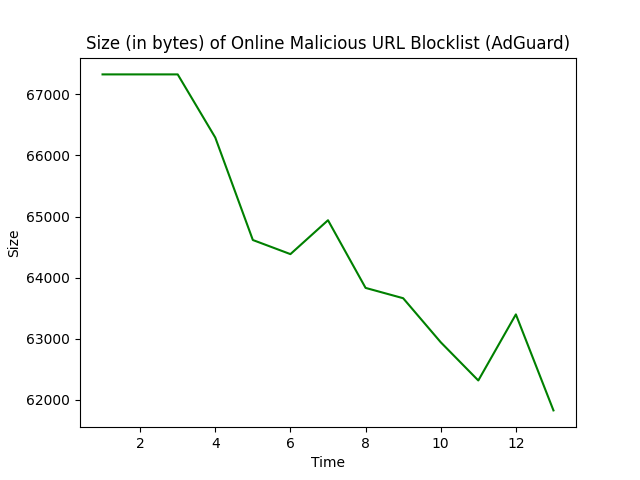 Size (in bytes) of Online Malicious URL Blocklist (AdGuard)
67000
66000
65000
64000
63000
62000
Size
2 4 6 8 10 12
Time